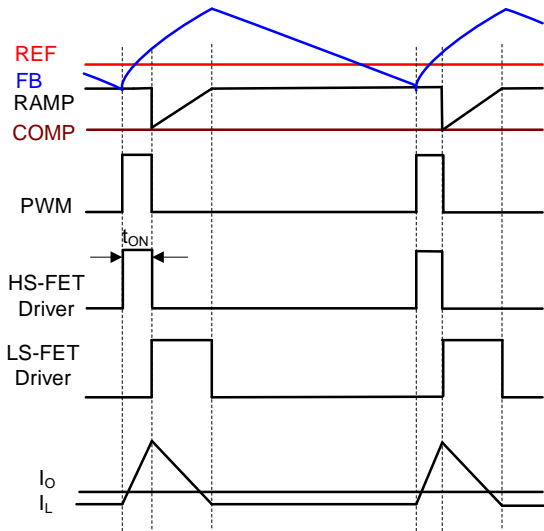 REF
FB
RAMP
COMP
PWM
tON
HS-FET
Driver
LS-FET
Driver
IO
IL